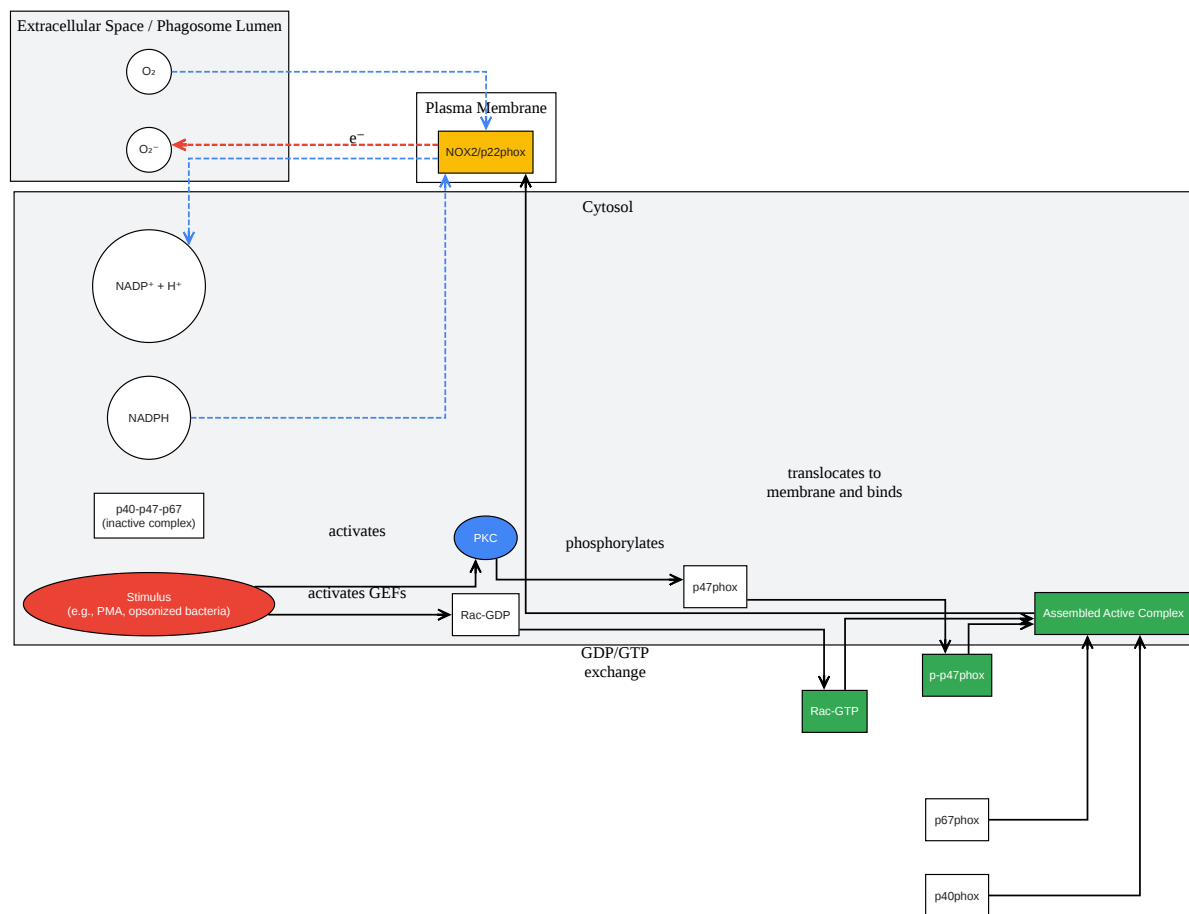 Extracellular Space / Phagosome Lumen
O₂
Plasma Membrane
e⁻
O₂⁻
NOX2/p22phox
Cytosol
NADP⁺ + H⁺
NADPH
translocates to
membrane and binds
p40-p47-p67
(inactive complex)
activates
PKC
phosphorylates
p47phox
Stimulus
(e.g., PMA, opsonized bacteria)
activates GEFs
Rac-GDP
Assembled Active Complex
GDP/GTP
exchange
p-p47phox
Rac-GTP
p67phox
p40phox